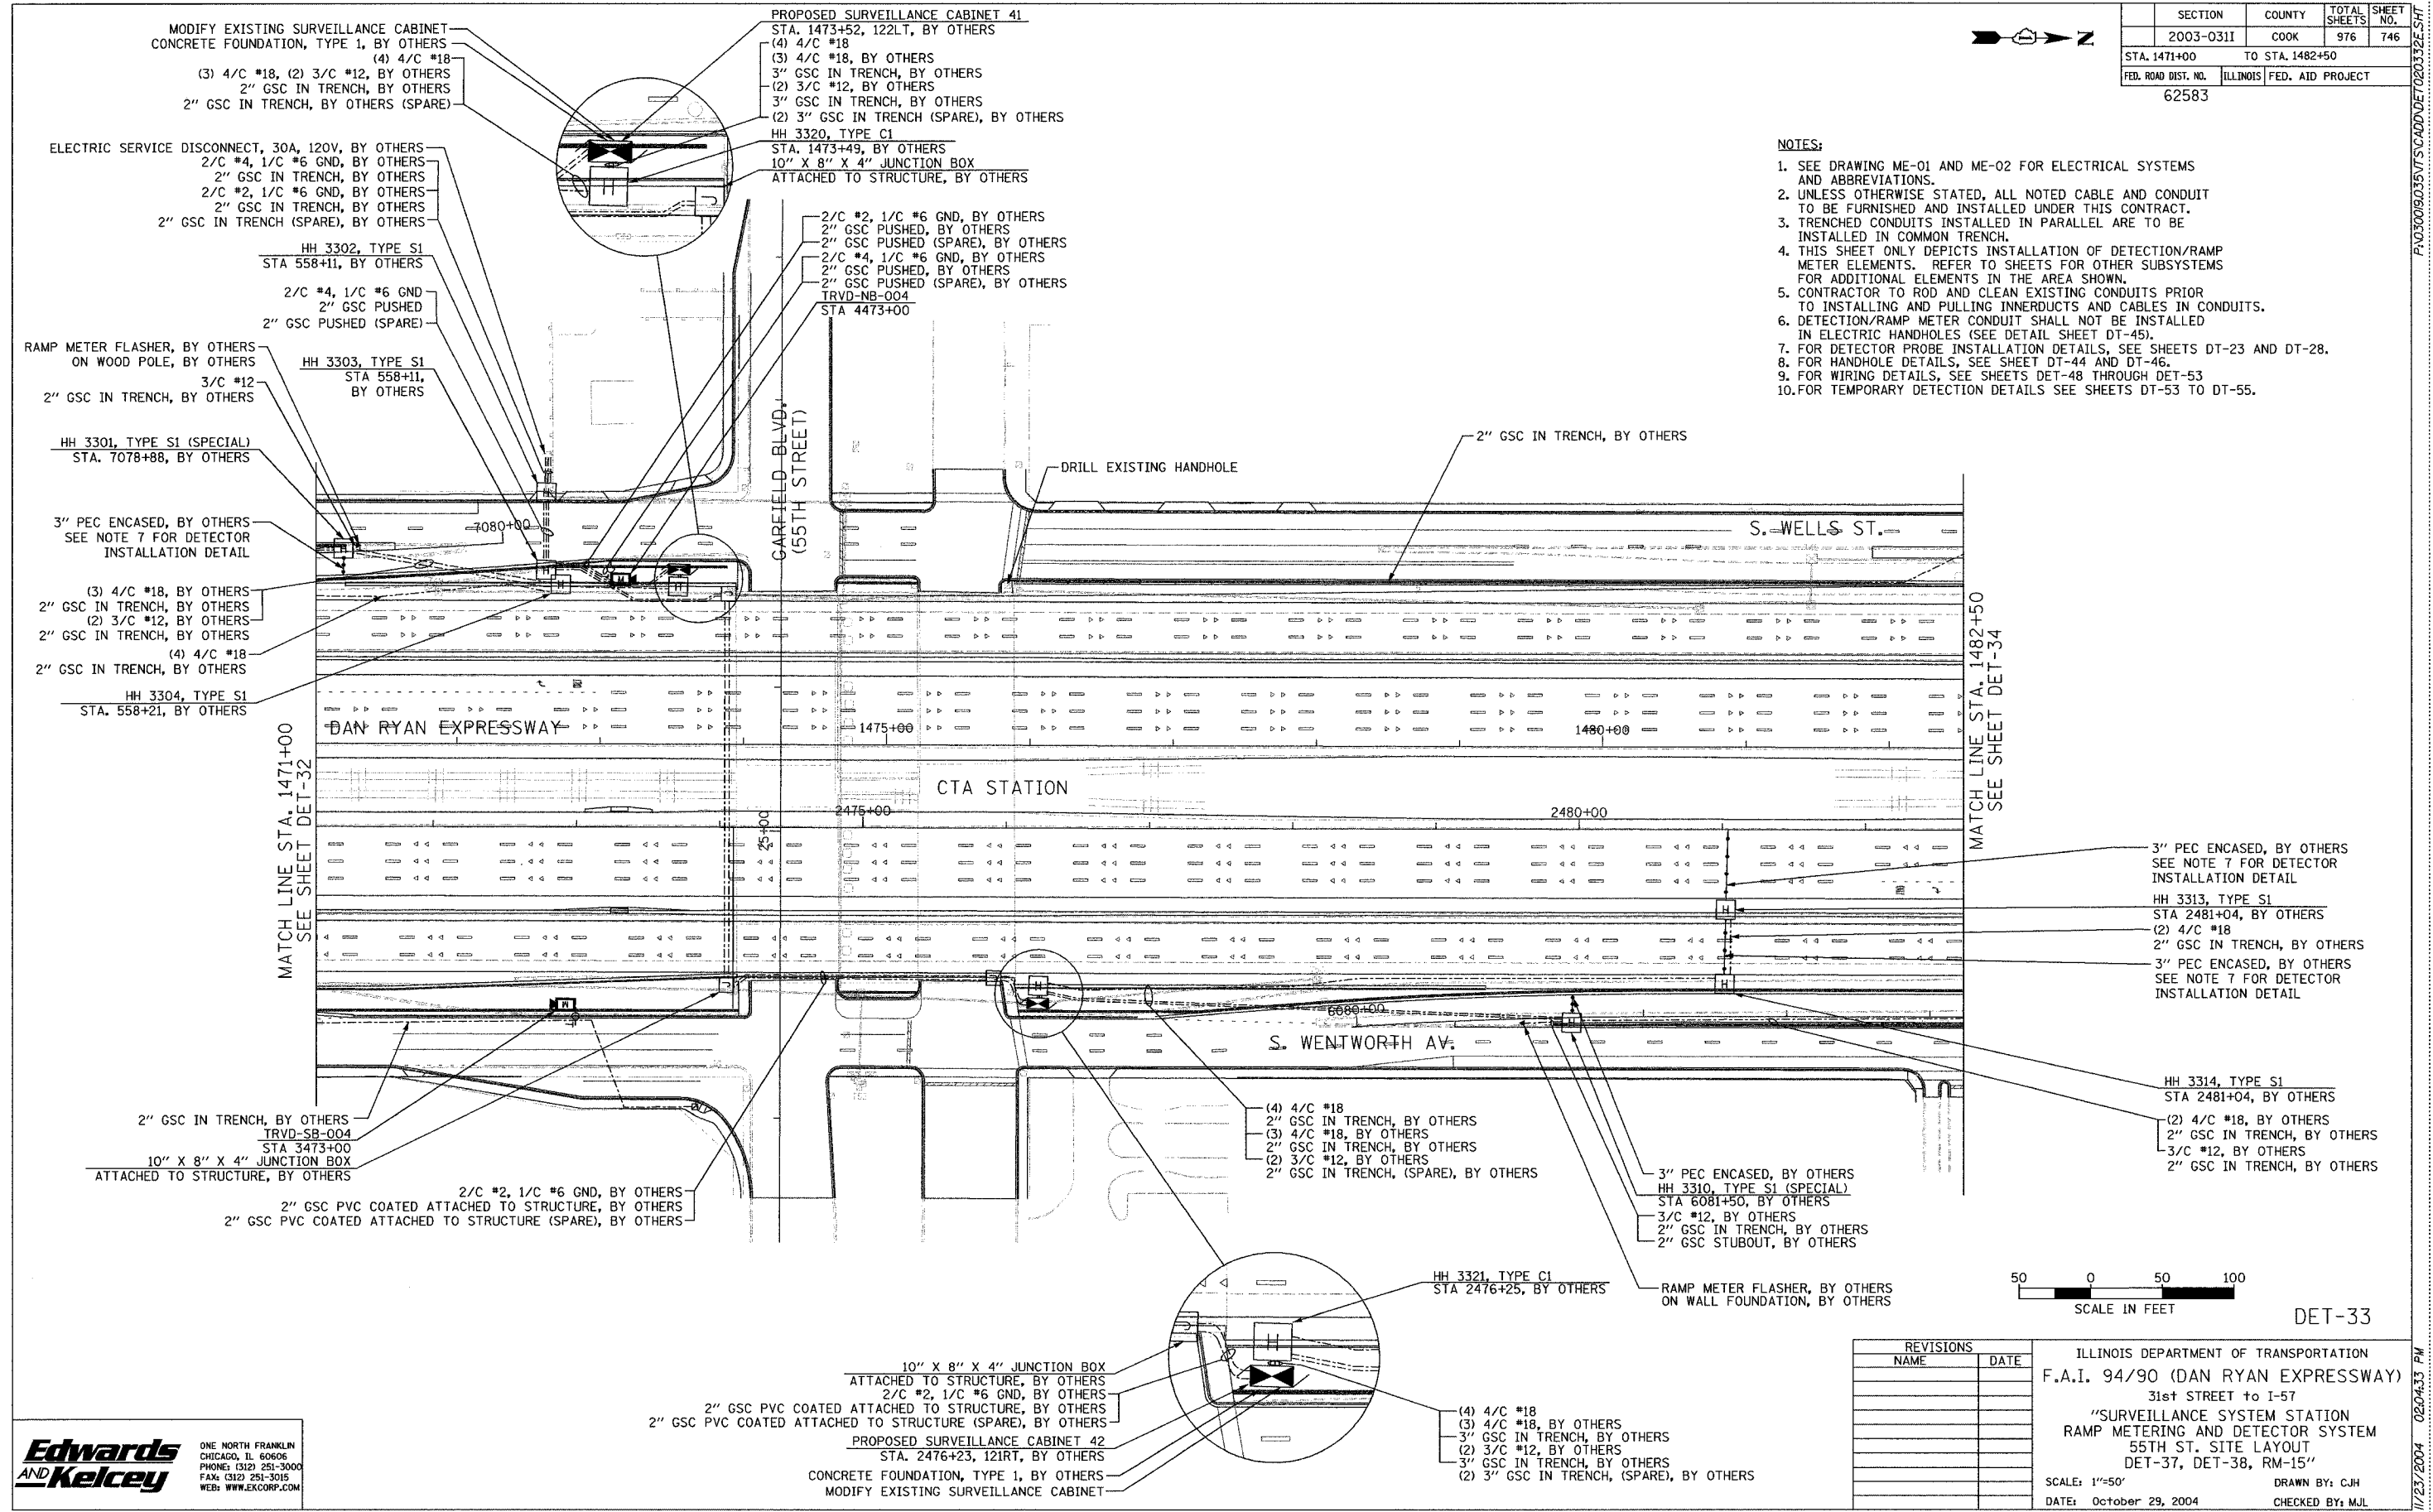 MODIFY EXISTING SURVEILLANCE CABINET
CONCRETE FOUNDATION, TYPE 1, BY OTHERS
(4) 4/C #18
(3) 4/C #18, (2) 3/C #12, BY OTHERS
2" GSC IN TRENCH, BY OTHERS
2" GSC IN TRENCH, BY OTHERS (SPARE)
PROPOSED SURVEILLANCE CABINET 41
STA. 1473+52, 122LT, BY OTHERS
(4) 4/C #18
(3) 4/C #18, BY OTHERS
3" GSC IN TRENCH, BY OTHERS
(2) 3/C #12, BY OTHERS
3" GSC IN TRENCH, BY OTHERS
(2) 3" GSC IN TRENCH (SPARE), BY OTHERS
HH 3320, TYPE C1
STA. 1473+49, BY OTHERS
10" X 8" X 4" JUNCTION BOX
ATTACHED TO STRUCTURE, BY OTHERS
N
SECTION COUNTY TOTAL SHEETS SHEET NO.
2003-031I COOK 976 746
STA. 1471+00 TO STA. 1482+50
FED. ROAD DIST. NO. ILLINOIS FED. AID PROJECT
62583
NOTES:
1. SEE DRAWING ME-01 AND ME-02 FOR ELECTRICAL SYSTEMS
AND ABBREVIATIONS.
2. UNLESS OTHERWISE STATED, ALL NOTED CABLE AND CONDUIT
TO BE FURNISHED AND INSTALLED UNDER THIS CONTRACT.
3. TRENCHED CONDUITS INSTALLED IN PARALLEL ARE TO BE
INSTALLED IN COMMON TRENCH.
4. THIS SHEET ONLY DEPICTS INSTALLATION OF DETECTION/RAMP
METER ELEMENTS. REFER TO SHEETS FOR OTHER SUBSYSTEMS
FOR ADDITIONAL ELEMENTS IN THE AREA SHOWN.
5. CONTRACTOR TO ROD AND CLEAN EXISTING CONDUITS PRIOR
TO INSTALLING AND PULLING INNERDUCTS AND CABLES IN CONDUITS.
6. DETECTION/RAMP METER CONDUIT SHALL NOT BE INSTALLED
IN ELECTRIC HANDHOLES (SEE DETAIL SHEET DT-45).
7. FOR DETECTOR PROBE INSTALLATION DETAILS, SEE SHEETS DT-23 AND DT-28.
8. FOR HANDHOLE DETAILS, SEE SHEET DT-44 AND DT-46.
9. FOR WIRING DETAILS, SEE SHEETS DET-48 THROUGH DET-53
10. FOR TEMPORARY DETECTION DETAILS SEE SHEETS DT-53 TO DT-55.
ELECTRIC SERVICE DISCONNECT, 30A, 120V, BY OTHERS
2/C #4, 1/C #6 GND, BY OTHERS
2" GSC IN TRENCH, BY OTHERS
2/C #2, 1/C #6 GND, BY OTHERS
2" GSC IN TRENCH, BY OTHERS
2" GSC IN TRENCH (SPARE), BY OTHERS
HH 3302, TYPE S1
STA 558+11, BY OTHERS
2/C #4, 1/C #6 GND
2" GSC PUSHED
2" GSC PUSHED (SPARE)
RAMP METER FLASHER, BY OTHERS
ON WOOD POLE, BY OTHERS
3/C #12
2" GSC IN TRENCH, BY OTHERS
HH 3303, TYPE S1
STA 558+11,
BY OTHERS
HH 3301, TYPE S1 (SPECIAL)
STA. 7078+88, BY OTHERS
3" PEC ENCASED, BY OTHERS
SEE NOTE 7 FOR DETECTOR
INSTALLATION DETAIL
(3) 4/C #18, BY OTHERS
2" GSC IN TRENCH, BY OTHERS
(2) 3/C #12, BY OTHERS
2" GSC IN TRENCH, BY OTHERS
(4) 4/C #18
2" GSC IN TRENCH, BY OTHERS
HH 3304, TYPE S1
STA. 558+21, BY OTHERS
2/C #2, 1/C #6 GND, BY OTHERS
2" GSC PUSHED, BY OTHERS
2" GSC PUSHED (SPARE), BY OTHERS
2/C #4, 1/C #6 GND, BY OTHERS
2" GSC PUSHED, BY OTHERS
2" GSC PUSHED (SPARE), BY OTHERS
TRVD-NB-004
STA 4473+00
GARFIELD BLVD.
(55TH STREET)
DRILL EXISTING HANDHOLE
2" GSC IN TRENCH, BY OTHERS
7080+00
S. WELLS ST.
DAN RYAN EXPRESSWAY
1475+00
1480+00
CTA STATION
2475+00
2480+00
25+00
MATCH LINE STA. 1471+00
SEE SHEET DET-32
MATCH LINE STA. 1482+50
SEE SHEET DET-34
6080+00
S. WENTWORTH AV.
3" PEC ENCASED, BY OTHERS
SEE NOTE 7 FOR DETECTOR
INSTALLATION DETAIL
HH 3313, TYPE S1
STA 2481+04, BY OTHERS
(2) 4/C #18
2" GSC IN TRENCH, BY OTHERS
3" PEC ENCASED, BY OTHERS
SEE NOTE 7 FOR DETECTOR
INSTALLATION DETAIL
HH 3314, TYPE S1
STA 2481+04, BY OTHERS
(2) 4/C #18, BY OTHERS
2" GSC IN TRENCH, BY OTHERS
3/C #12, BY OTHERS
2" GSC IN TRENCH, BY OTHERS
2" GSC IN TRENCH, BY OTHERS
TRVD-SB-004
STA 3473+00
10" X 8" X 4" JUNCTION BOX
ATTACHED TO STRUCTURE, BY OTHERS
2/C #2, 1/C #6 GND, BY OTHERS
2" GSC PVC COATED ATTACHED TO STRUCTURE, BY OTHERS
2" GSC PVC COATED ATTACHED TO STRUCTURE (SPARE), BY OTHERS
(4) 4/C #18
2" GSC IN TRENCH, BY OTHERS
(3) 4/C #18, BY OTHERS
2" GSC IN TRENCH, BY OTHERS
(2) 3/C #12, BY OTHERS
2" GSC IN TRENCH, (SPARE), BY OTHERS
3" PEC ENCASED, BY OTHERS
HH 3310, TYPE S1 (SPECIAL)
STA 6081+50, BY OTHERS
3/C #12, BY OTHERS
2" GSC IN TRENCH, BY OTHERS
2" GSC STUBOUT, BY OTHERS
RAMP METER FLASHER, BY OTHERS
ON WALL FOUNDATION, BY OTHERS
HH 3321, TYPE C1
STA 2476+25, BY OTHERS
10" X 8" X 4" JUNCTION BOX
ATTACHED TO STRUCTURE, BY OTHERS
2/C #2, 1/C #6 GND, BY OTHERS
2" GSC PVC COATED ATTACHED TO STRUCTURE, BY OTHERS
2" GSC PVC COATED ATTACHED TO STRUCTURE (SPARE), BY OTHERS
PROPOSED SURVEILLANCE CABINET 42
STA. 2476+23, 121RT, BY OTHERS
CONCRETE FOUNDATION, TYPE 1, BY OTHERS
MODIFY EXISTING SURVEILLANCE CABINET
(4) 4/C #18
(3) 4/C #18, BY OTHERS
3" GSC IN TRENCH, BY OTHERS
(2) 3/C #12, BY OTHERS
3" GSC IN TRENCH, BY OTHERS
(2) 3" GSC IN TRENCH, (SPARE), BY OTHERS
50 0 50 100
SCALE IN FEET
DET-33
REVISIONS
NAME DATE
ILLINOIS DEPARTMENT OF TRANSPORTATION
F.A.I. 94/90 (DAN RYAN EXPRESSWAY)
31st STREET to I-57
"SURVEILLANCE SYSTEM STATION
RAMP METERING AND DETECTOR SYSTEM
55TH ST. SITE LAYOUT
DET-37, DET-38, RM-15"
SCALE: 1"=50' DRAWN BY: CJH
DATE: October 29, 2004 CHECKED BY: MJL
Edwards
AND Kelcey
ONE NORTH FRANKLIN
CHICAGO, IL 60606
PHONE: (312) 251-3000
FAX: (312) 251-3015
WEB: WWW.EKCORP.COM
11/23/2004 02:04:33 PM